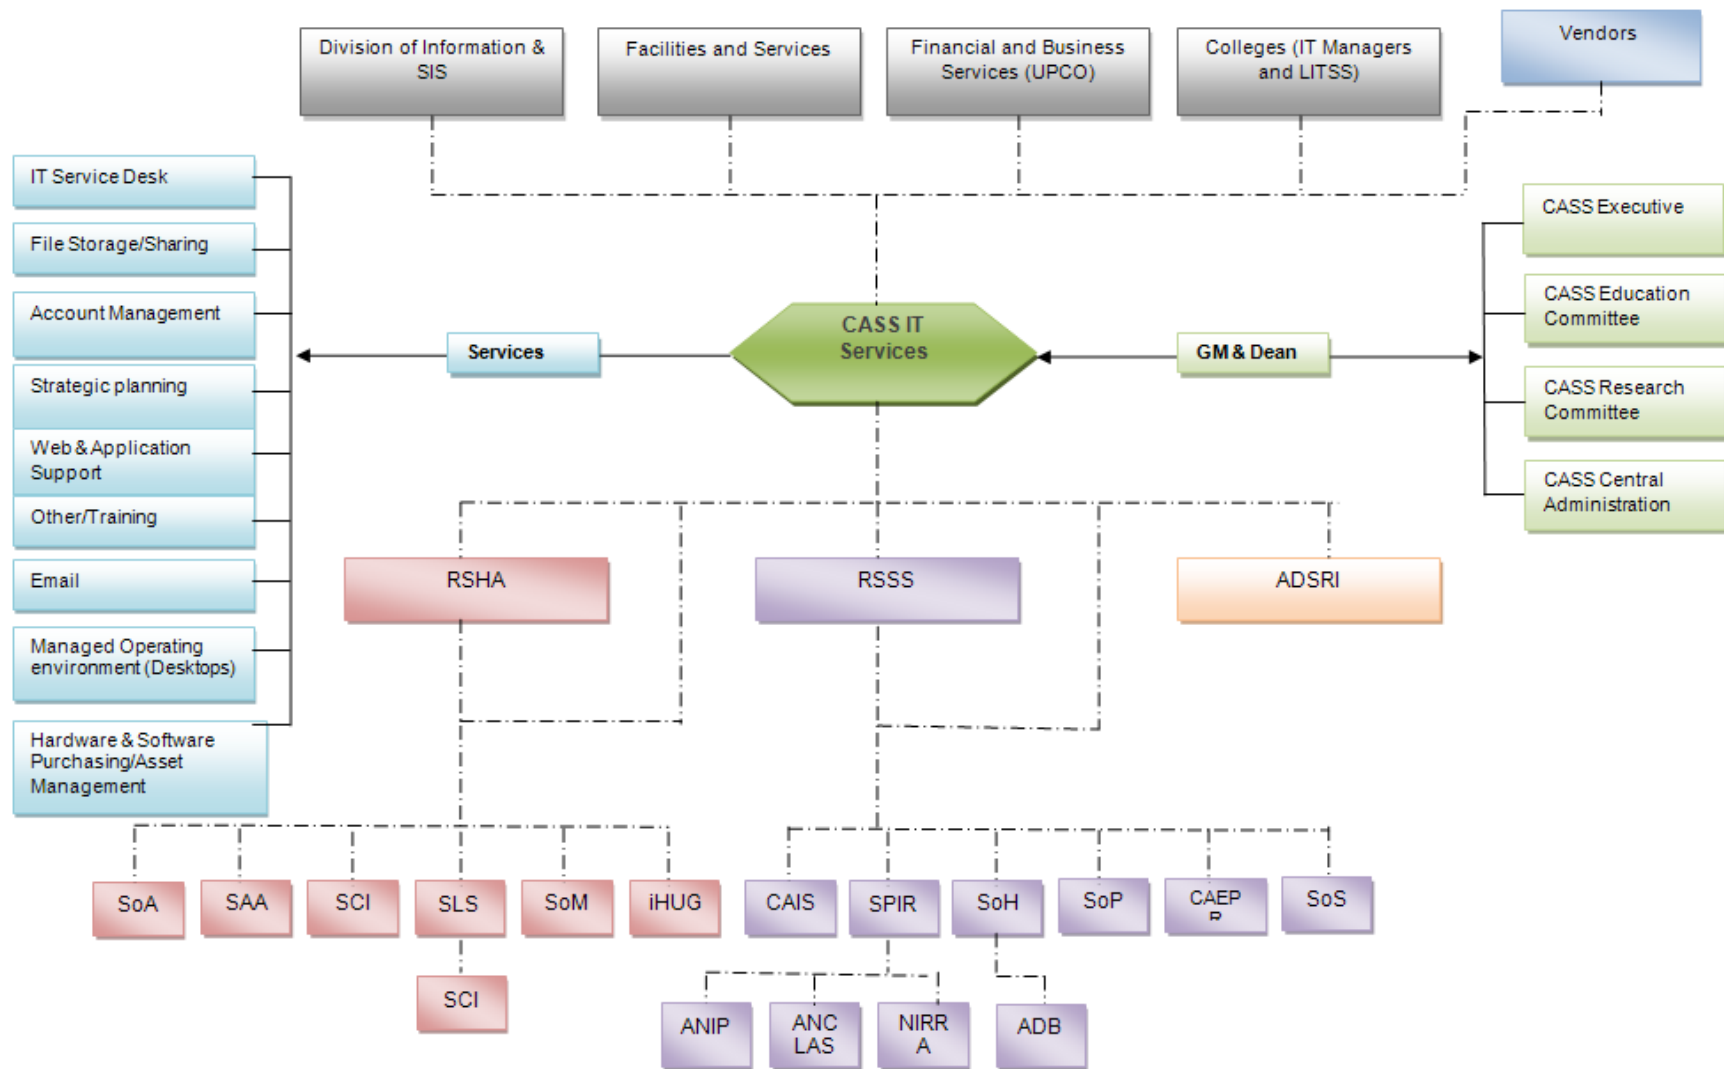 Division of Information &
SIS
Facilities and Services
Financial and Business
Services (UPCO)
Colleges (IT Managers
and LITSS)
Vendors
IT Service Desk
File Storage/Sharing
Account Management
Strategic planning
Web & Application
Support
Other/Training
Email
Managed Operating
environment (Desktops)
Hardware & Software
Purchasing/Asset
Management
Services
CASS IT
Services
GM & Dean
CASS Executive
CASS Education
Committee
CASS Research
Committee
CASS Central
Administration
RSHA
RSSS
ADSRI
SoA
SAA
SCI
SLS
SoM
iHUG
CAIS
SPIR
SoH
SoP
CAEP
R
SoS
SCI
ANIP
ANC
LAS
NIRR
A
ADB